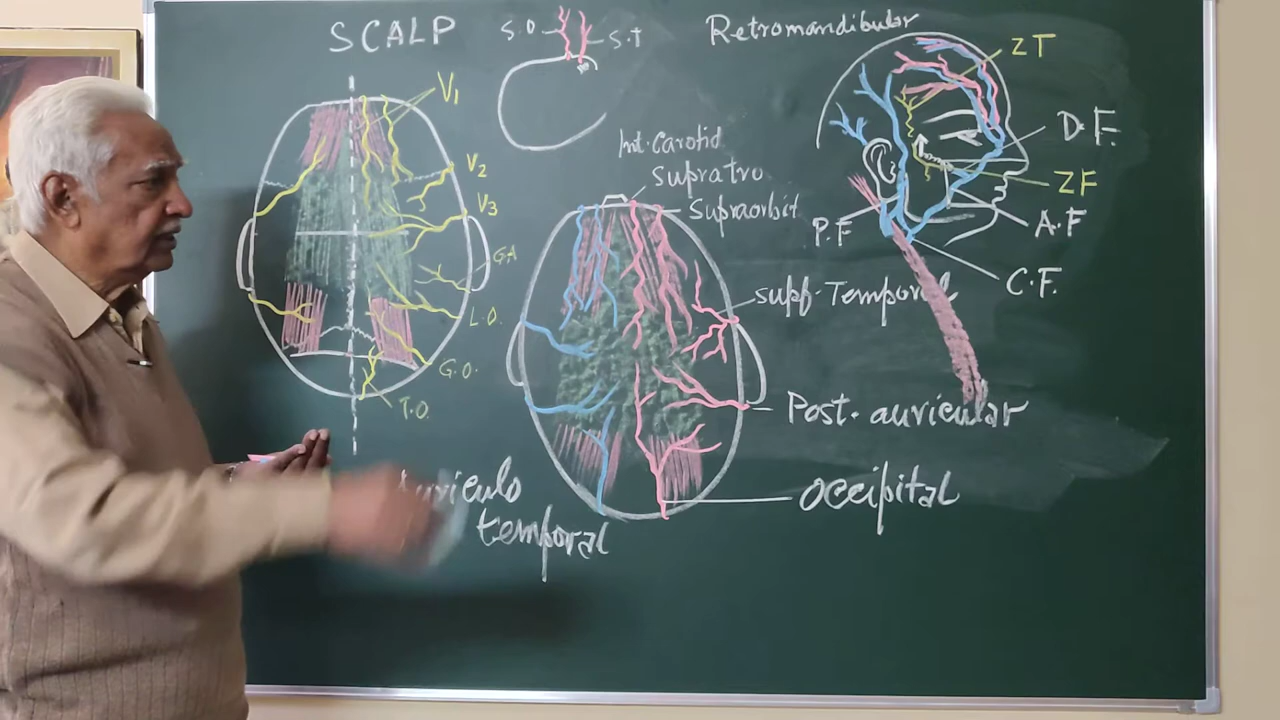 SCALP
S.O
S.T
Retromandibular
ZT
V1
D.F.
Int. Carotid
V2
Supratro
ZF
V3
Supraorbit
P.F
A.F
G.A
C.F.
supf. Temporal
L.O.
G.O.
T.O.
Post. auricular
Occipital
temporal